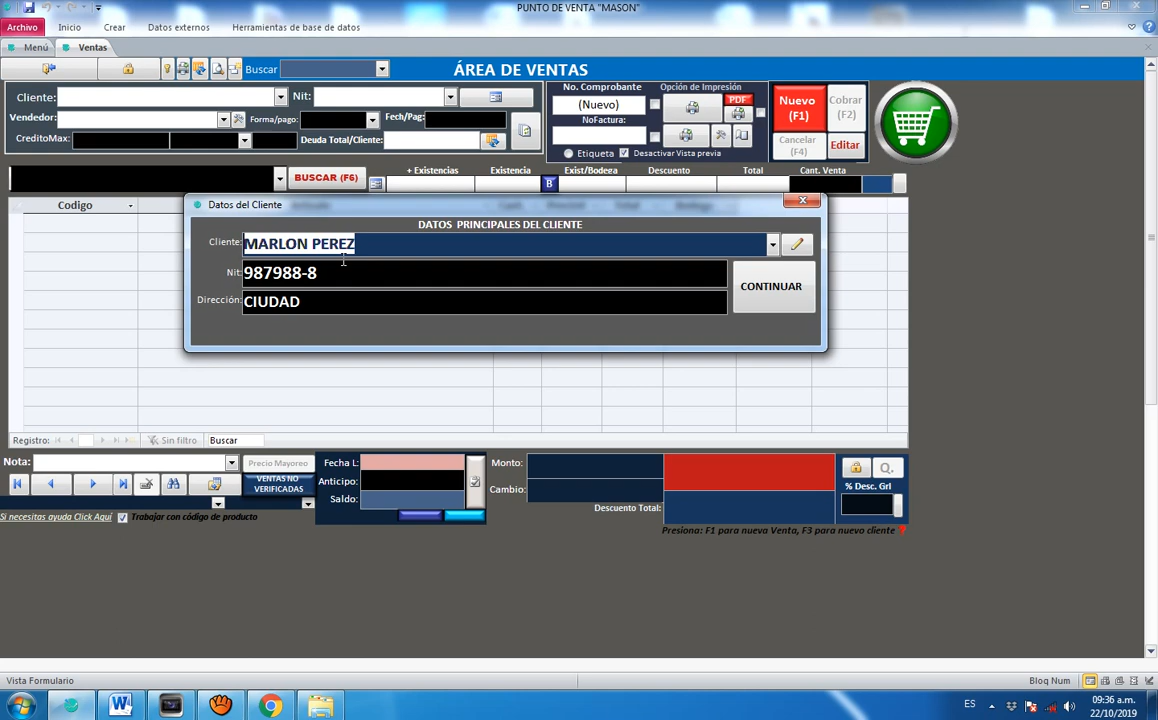 PUNTO DE VENTA "MASON"
Archivo Inicio Crear Datos externos Herramientas de base de datos
Menú Ventas
Buscar ÁREA DE VENTAS
Cliente: Nit:
Vendedor: Forma/pago: Fech/Pag:
CreditoMax: Deuda Total/Cliente:
No. Comprobante Opción de Impresión
(Nuevo) PDF
NoFactura:
Etiqueta Desactivar Vista previa
Nuevo (F1) Cobrar (F2)
Cancelar (F4) Editar
BUSCAR (F6) + Existencias Existencia B Exist/Bodega Descuento Total Cant. Venta
Codigo
Datos del Cliente
DATOS PRINCIPALES DEL CLIENTE
Cliente: MARLON PEREZ
Nit: 987988-8
Dirección: CIUDAD
CONTINUAR
Registro: Sin filtro Buscar
Nota: Precio Mayoreo
VENTAS NO VERIFICADAS
Fecha L:
Anticipo:
Saldo:
Monto:
Cambio:
Descuento Total:
Q.
% Desc. Grl
Si necesitas ayuda Click Aquí Trabajar con código de producto
Presiona: F1 para nueva Venta, F3 para nuevo cliente ?
Vista Formulario Bloq Num
ES 09:36 a.m.
22/10/2019